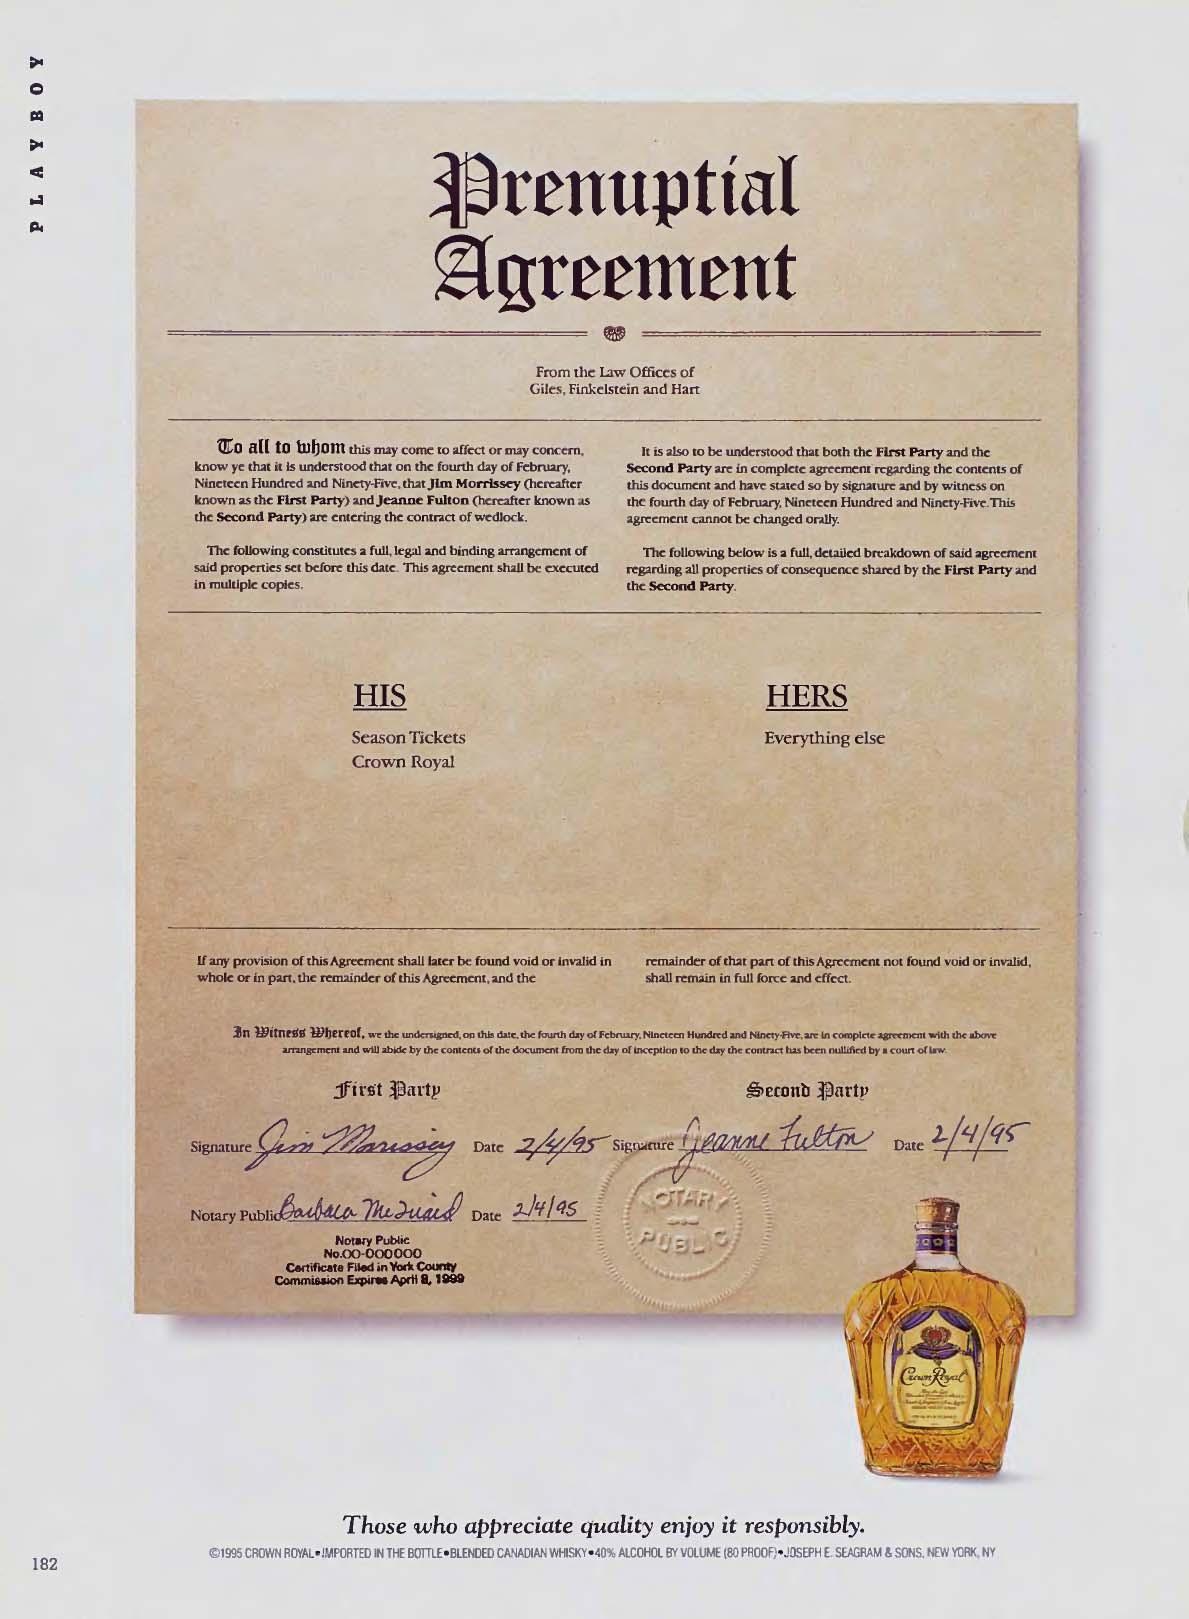 PLAYBOY
Prenuptial
Agreement
From the Law Offices of
Giles, Finkelstein and Hart
To all to whom this may come to affect or may concern,
know ye that it is understood that on the fourth day of February,
Nineteen Hundred and Ninety-Five, that Jim Morrissey (hereafter
known as the First Party) and Jeanne Fulton (hereafter known as
the Second Party) are entering the contract of wedlock.
The following constitutes a full, legal and binding arrangement of
said properties set before this date. This agreement shall be executed
in multiple copies.
It is also to be understood that both the First Party and the
Second Party are in complete agreement regarding the contents of
this document and have stated so by signature and by witness on
the fourth day of February, Nineteen Hundred and Ninety-Five. This
agreement cannot be changed orally.
The following below is a full, detailed breakdown of said agreement
regarding all properties of consequence shared by the First Party and
the Second Party.
HIS
Season Tickets
Crown Royal
HERS
Everything else
If any provision of this Agreement shall later be found void or invalid in
whole or in part, the remainder of this Agreement, and the
remainder of that part of this Agreement not found void or invalid,
shall remain in full force and effect.
In Witness Whereof, we the undersigned, on this date, the fourth day of February, Nineteen Hundred and Ninety-Five, are in complete agreement with the above
arrangement and will abide by the contents of the document from the day of inception to the day the contract has been nullified by a court of law.
First Party
Second Party
Signature Jim Morrissey Date 2/4/95 Signature Jeanne Fulton Date 2/4/95
Notary Public Barbara Date 2/4/95
Notary Public
No.00-000000
Certificate Filed in York County
Commission Expires April 8, 1999
NOTARY
PUBLIC
Crown Royal
Those who appreciate quality enjoy it responsibly.
©1995 CROWN ROYAL•IMPORTED IN THE BOTTLE•BLENDED CANADIAN WHISKY•40% ALCOHOL BY VOLUME (80 PROOF)•JOSEPH E. SEAGRAM & SONS, NEW YORK, NY
182